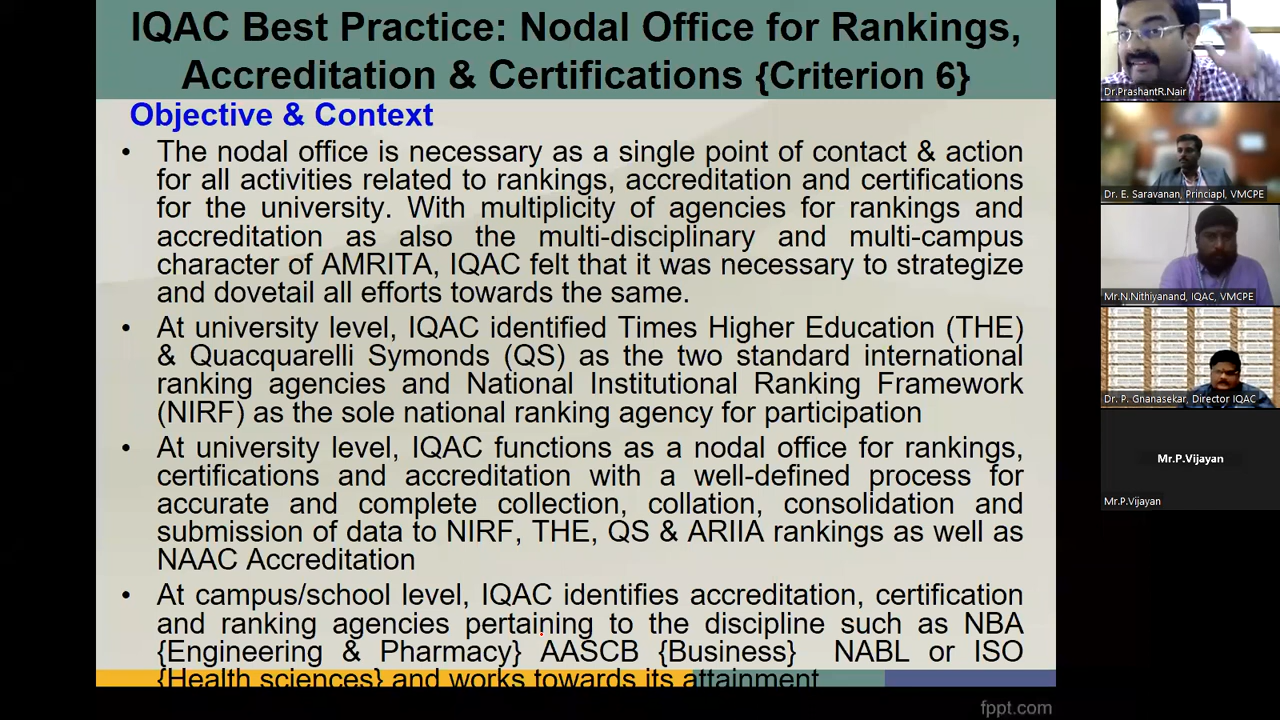 IQAC Best Practice: Nodal Office for Rankings,
Accreditation & Certifications {Criterion 6}
Objective & Context
• The nodal office is necessary as a single point of contact & action
for all activities related to rankings, accreditation and certifications
for the university. With multiplicity of agencies for rankings and
accreditation as also the multi-disciplinary and multi-campus
character of AMRITA, IQAC felt that it was necessary to strategize
and dovetail all efforts towards the same.
• At university level, IQAC identified Times Higher Education (THE)
& Quacquarelli Symonds (QS) as the two standard international
ranking agencies and National Institutional Ranking Framework
(NIRF) as the sole national ranking agency for participation
• At university level, IQAC functions as a nodal office for rankings,
certifications and accreditation with a well-defined process for
accurate and complete collection, collation, consolidation and
submission of data to NIRF, THE, QS & ARIIA rankings as well as
NAAC Accreditation
• At campus/school level, IQAC identifies accreditation, certification
and ranking agencies pertaining to the discipline such as NBA
{Engineering & Pharmacy} AASCB {Business} NABL or ISO
{Health sciences} and works towards its attainment
fppt.com
Dr.PrashantR.Nair
Dr. E. Saravanan, Princiapl, VMCPE
Mr.N.Nithiyanand, IQAC, VMCPE
Dr. P. Gnanasekar, Director IQAC
Mr.P.Vijayan
Mr.P.Vijayan